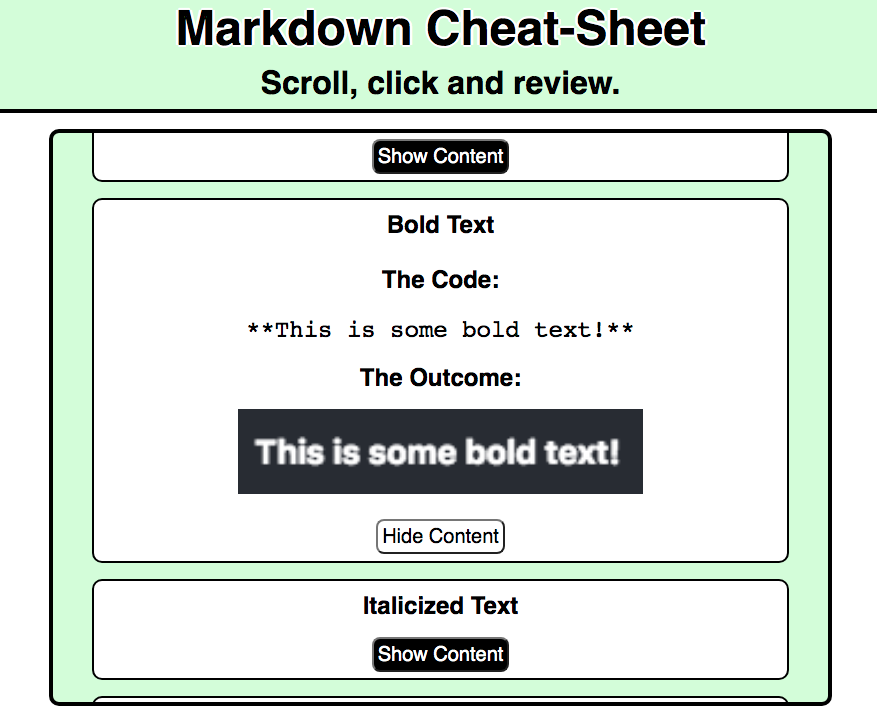 Markdown Cheat-Sheet
Scroll, click and review.
Show Content
Bold Text
The Code:
**This is some bold text!**
The Outcome:
This is some bold text!
Hide Content
Italicized Text
Show Content